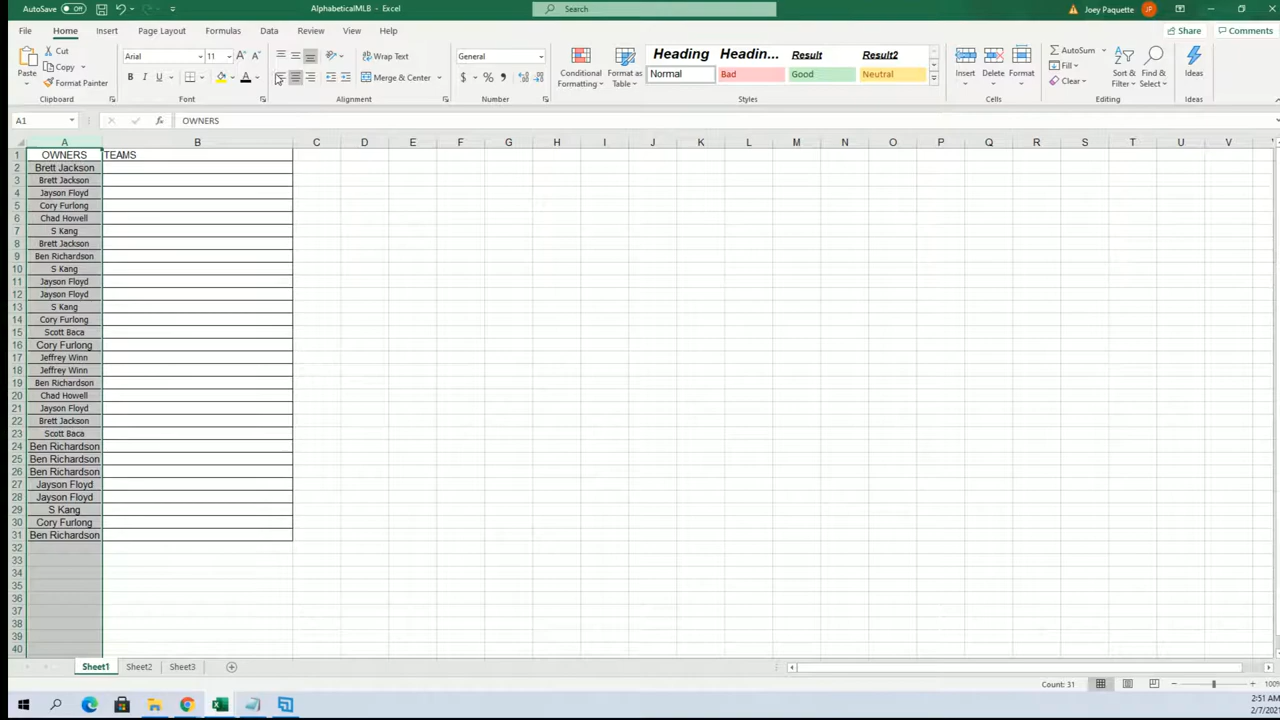 AutoSave Off AlphabeticalMLB - Excel Search Joey Paquette JP
File Home Insert Page Layout Formulas Data Review View Help Share Comments
Paste Cut Copy Format Painter Clipboard
Arial 11 B I U A Font
Wrap Text Merge & Center Alignment
General $ % Number
Conditional Formatting Format as Table
Heading Headin... Result Result2
Normal Bad Good Neutral
Styles
Insert Delete Format Cells
AutoSum Fill Clear Sort & Filter Find & Select Editing
Ideas Ideas
A1 fx OWNERS
A B C D E F G H I J K L M N O P Q R S T U V
1 OWNERS TEAMS
2 Brett Jackson
3 Brett Jackson
4 Jayson Floyd
5 Cory Furlong
6 Chad Howell
7 S Kang
8 Brett Jackson
9 Ben Richardson
10 S Kang
11 Jayson Floyd
12 Jayson Floyd
13 S Kang
14 Cory Furlong
15 Scott Baca
16 Cory Furlong
17 Jeffrey Winn
18 Jeffrey Winn
19 Ben Richardson
20 Chad Howell
21 Jayson Floyd
22 Brett Jackson
23 Scott Baca
24 Ben Richardson
25 Ben Richardson
26 Ben Richardson
27 Jayson Floyd
28 Jayson Floyd
29 S Kang
30 Cory Furlong
31 Ben Richardson
32
33
34
35
36
37
38
39
40
Sheet1 Sheet2 Sheet3
Count: 31 100%
2:51 AM